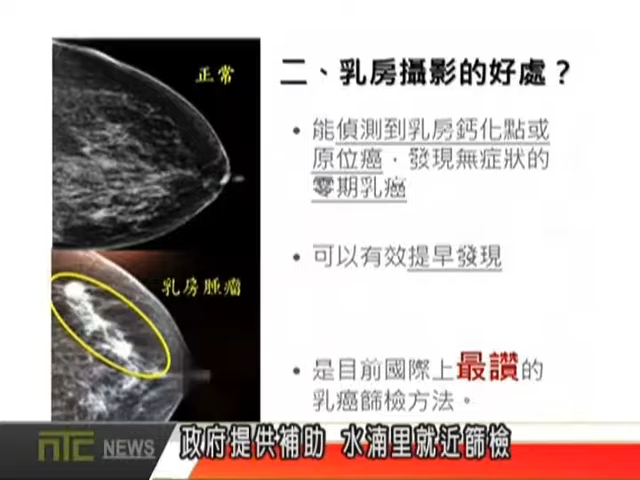 正常
二、乳房攝影的好處？
• 能偵測到乳房鈣化點或
原位癌，發現無症狀的
零期乳癌
• 可以有效提早發現
乳房腫瘤
• 是目前國際上最讚的
乳癌篩檢方法。
NTC NEWS 政府提供補助 水湳里就近篩檢